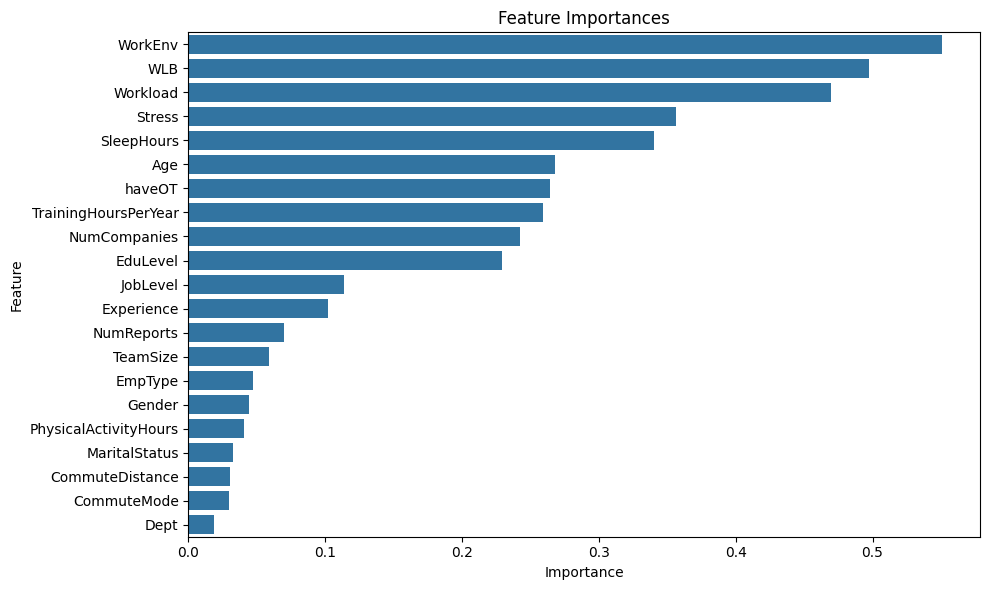 Feature Importances
WorkEnv
WLB
Workload
Stress
SleepHours
Age
haveOT
TrainingHoursPerYear
NumCompanies
EduLevel
JobLevel
Experience
NumReports
TeamSize
EmpType
Gender
PhysicalActivityHours
MaritalStatus
CommuteDistance
CommuteMode
Dept
Feature
0.0 0.1 0.2 0.3 0.4 0.5
Importance